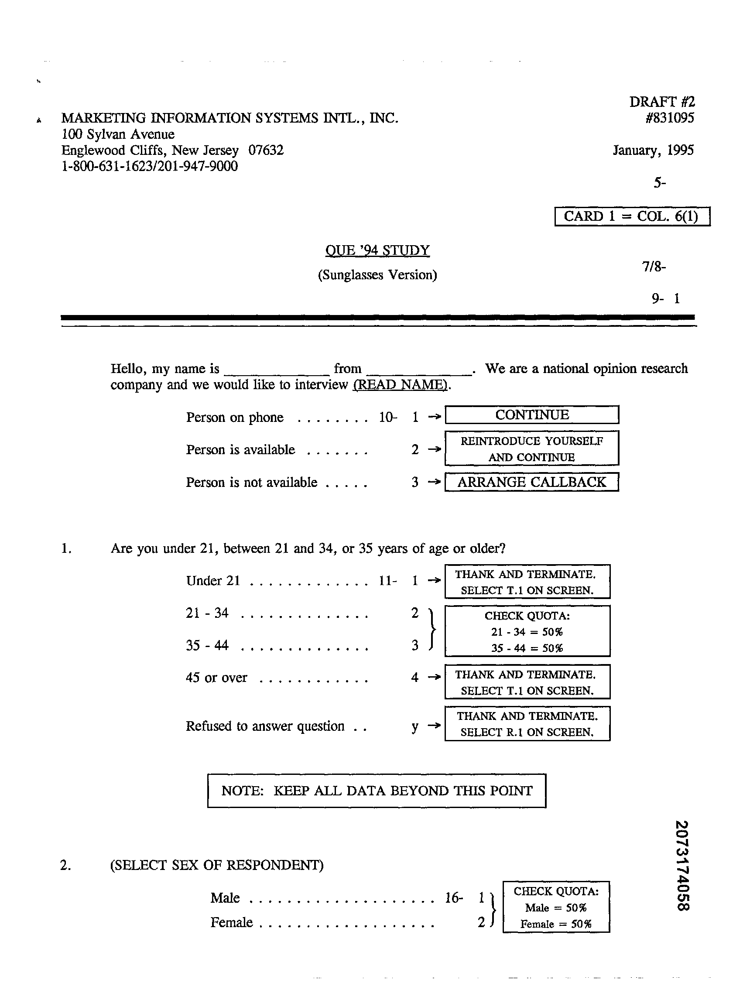 DRAFT #2
MARKETING INFORMATION SYSTEMS INTL., INC. #831095
100 Sylvan Avenue
Englewood Cliffs, New Jersey 07632 January, 1995
1-800-631-1623/201-947-9000
5-
CARD 1 = COL. 6(1)
QUE '94 STUDY
(Sunglasses Version) 7/8-
9- 1
Hello, my name is _______________ from _______________. We are a national opinion research
company and we would like to interview (READ NAME).
Person on phone ........ 10- 1 → CONTINUE
Person is available ....... 2 → REINTRODUCE YOURSELF
AND CONTINUE
Person is not available ..... 3 → ARRANGE CALLBACK
1. Are you under 21, between 21 and 34, or 35 years of age or older?
Under 21 ............. 11- 1 → THANK AND TERMINATE.
SELECT T.1 ON SCREEN.
21 - 34 .............. 2 } CHECK QUOTA:
21 - 34 = 50%
35 - 44 .............. 3 35 - 44 = 50%
45 or over ............ 4 → THANK AND TERMINATE.
SELECT T.1 ON SCREEN.
Refused to answer question .. y → THANK AND TERMINATE.
SELECT R.1 ON SCREEN.
NOTE: KEEP ALL DATA BEYOND THIS POINT
2. (SELECT SEX OF RESPONDENT)
Male ..................... 16- 1 } CHECK QUOTA:
Male = 50%
Female ................... 2 Female = 50%
2073174058